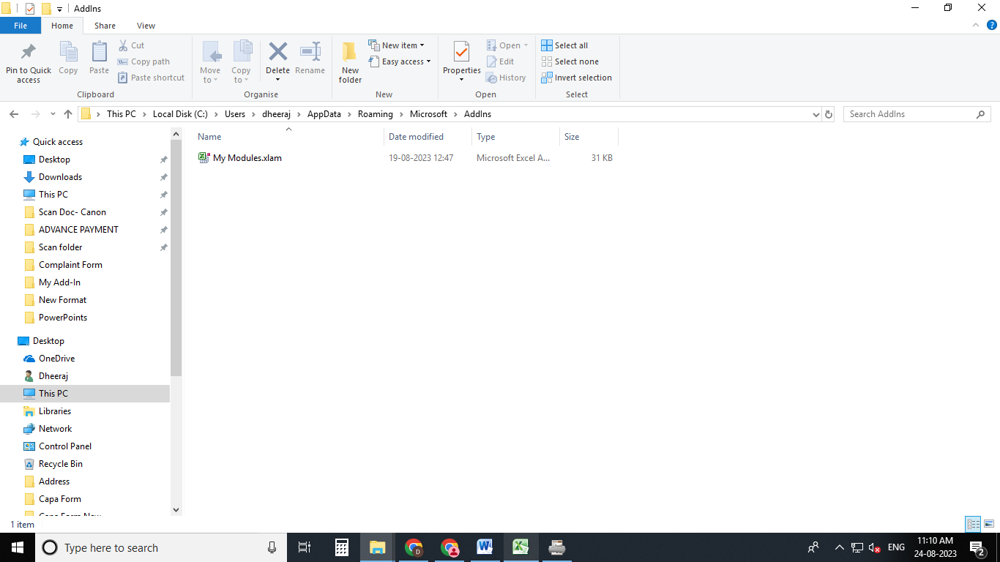 AddIns
File Home Share View
Pin to Quick access
Copy
Paste
Cut
Copy path
Paste shortcut
Clipboard
Move to
Copy to
Delete
Rename
Organise
New folder
New item
Easy access
New
Properties
Open
Edit
History
Open
Select all
Select none
Invert selection
Select
This PC Local Disk (C:) Users dheeraj AppData Roaming Microsoft AddIns
Search AddIns
Name Date modified Type Size
My Modules.xlam 19-08-2023 12:47 Microsoft Excel A... 31 KB
Quick access
Desktop
Downloads
This PC
Scan Doc- Canon
ADVANCE PAYMENT
Scan folder
Complaint Form
My Add-In
New Format
PowerPoints
Desktop
OneDrive
Dheeraj
This PC
Libraries
Network
Control Panel
Recycle Bin
Address
Capa Form
1 item
Type here to search
ENG
11:10 AM
24-08-2023
2